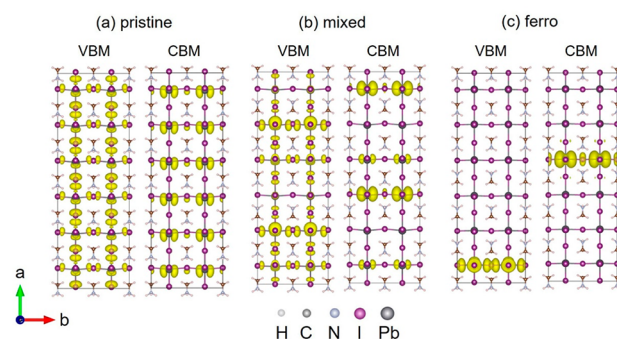 (a) pristine (b) mixed (c) ferro
VBM CBM VBM CBM VBM CBM
a
b
H C N I Pb